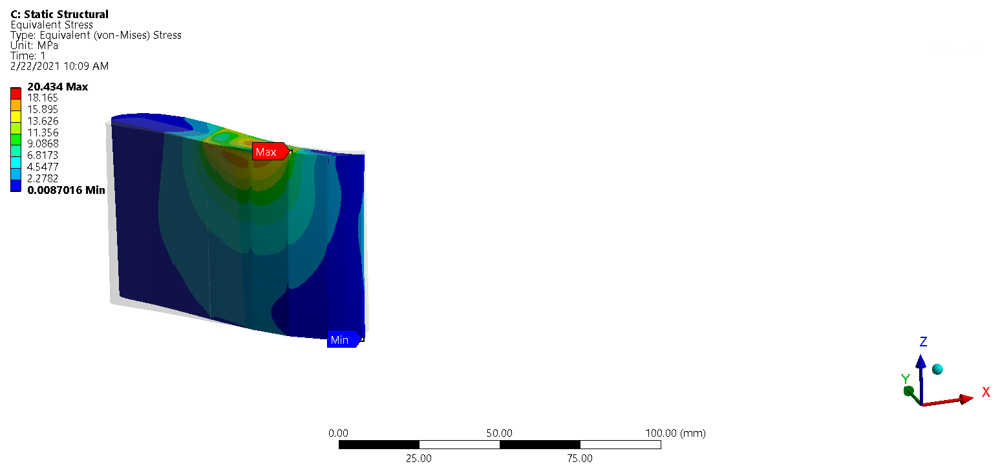 C: Static Structural
Equivalent Stress
Type: Equivalent (von-Mises) Stress
Unit: MPa
Time: 1
2/22/2021 10:09 AM
20.434 Max
18.165
15.895
13.626
11.356
9.0868
6.8173
4.5477
2.2782
0.0087016 Min
Max
Min
Z
Y
X
0.00 50.00 100.00 (mm)
25.00 75.00